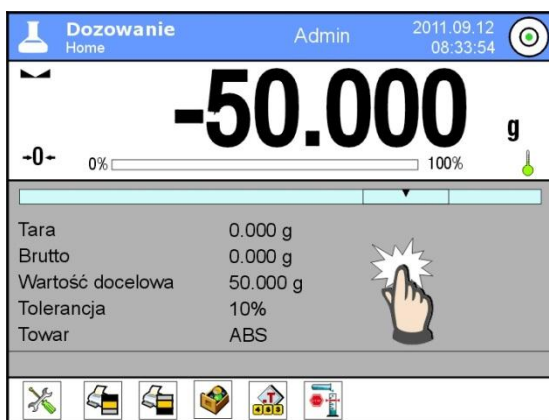 Dozowanie
Home
Admin
2011.09.12
08:33:54
-50.000 g
→0←
0% 100%
Tara 0.000 g
Brutto 0.000 g
Wartość docelowa 50.000 g
Tolerancja 10%
Towar ABS
T